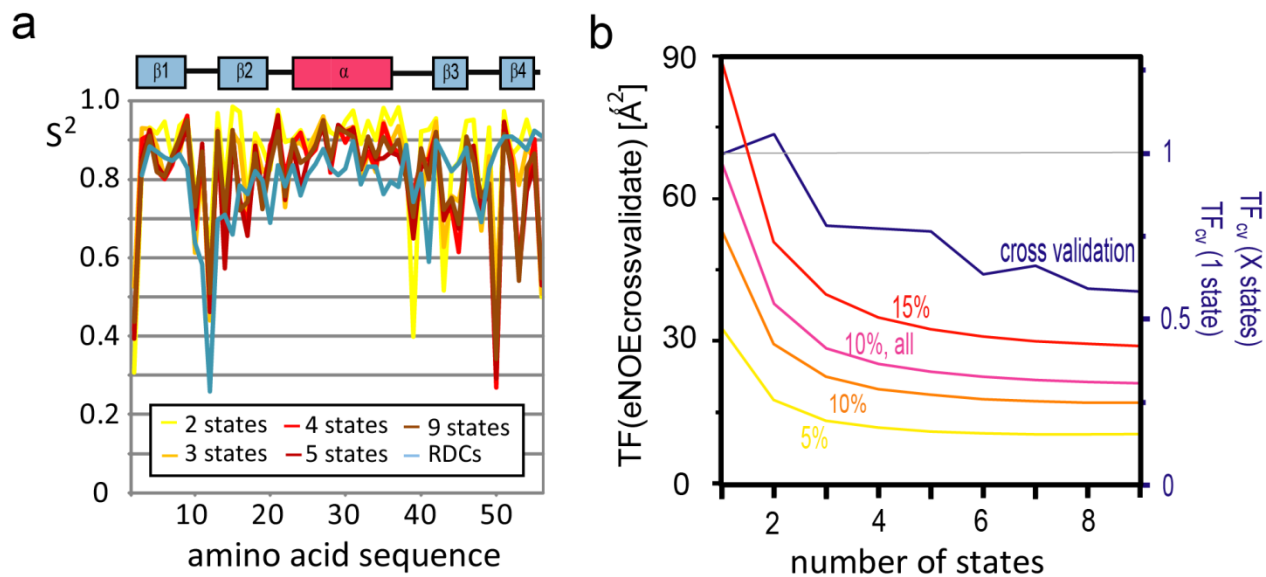 a
β1
β2
α
β3
β4
S2
1.0
0.8
0.6
0.4
0.2
0
2 states
4 states
9 states
3 states
5 states
RDCs
10
20
30
40
50
amino acid sequence
b
TF(eNOEcrossvalidate) [Å2]
90
60
30
0
cross validation
15%
10%, all
10%
5%
2
4
6
8
number of states
1
0.5
0
TFcv (X states)
TFcv (1 state)